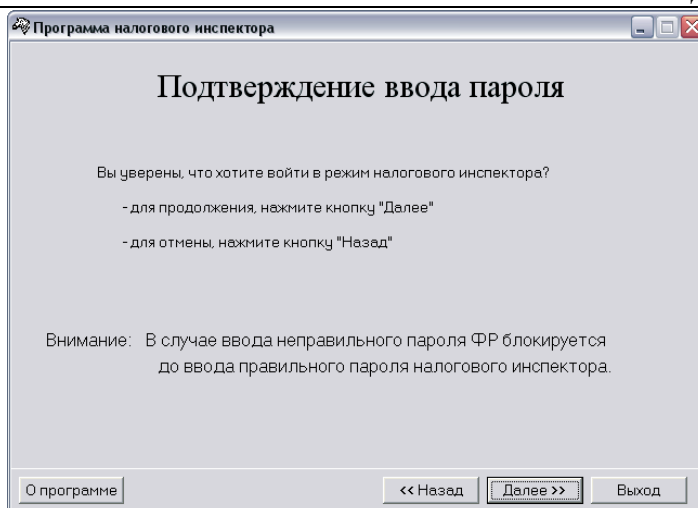 Программа налогового инспектора
Подтверждение ввода пароля
Вы уверены, что хотите войти в режим налогового инспектора?
- для продолжения, нажмите кнопку "Далее"
- для отмены, нажмите кнопку "Назад"
Внимание: В случае ввода неправильного пароля ФР блокируется
до ввода правильного пароля налогового инспектора.
О программе << Назад Далее >> Выход